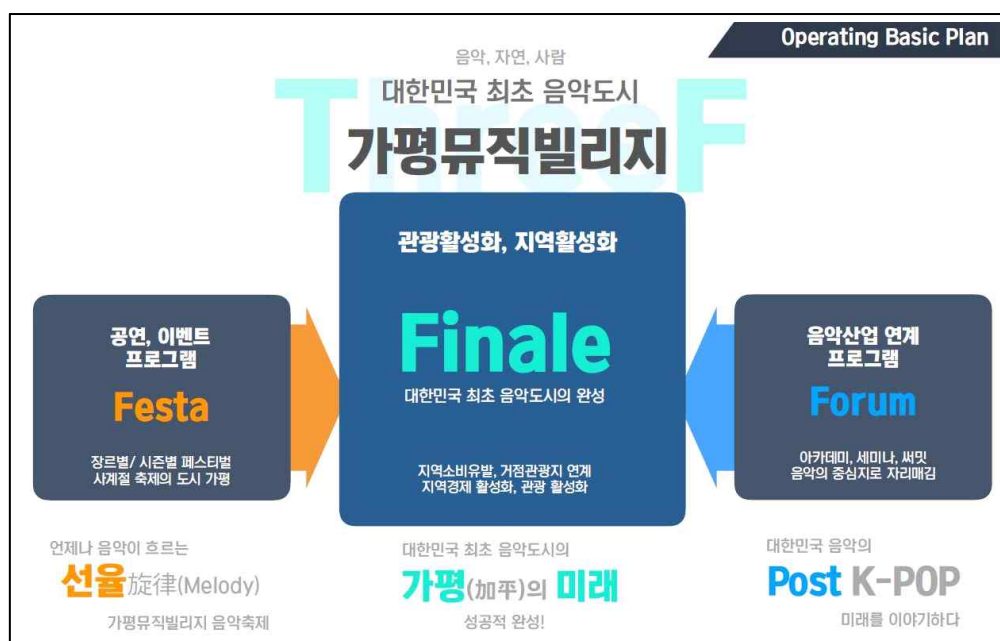 Operating Basic Plan
음악, 자연, 사람
대한민국 최초 음악도시
ThreeF
가평뮤직빌리지
관광활성화, 지역활성화
Finale
대한민국 최초 음악도시의 완성
지역소비유발, 거점관광지 연계
지역경제 활성화, 관광 활성화
공연, 이벤트
프로그램
Festa
장르별/ 시즌별 페스티벌
사계절 축제의 도시 가평
음악산업 연계
프로그램
Forum
아카데미, 세미나, 써밋
음악의 중심지로 자리매김
언제나 음악이 흐르는
선율旋律(Melody)
가평뮤직빌리지 음악축제
대한민국 최초 음악도시의
가평(加平)의 미래
성공적 완성!
대한민국 음악의
Post K-POP
미래를 이야기하다